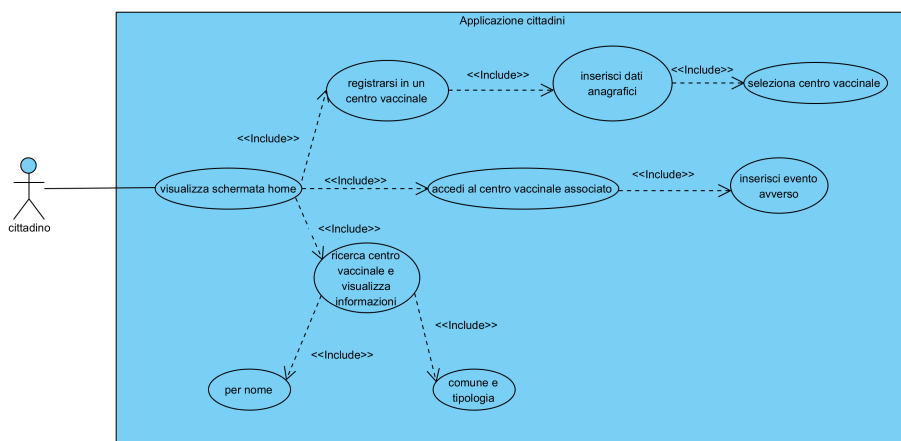 Applicazione cittadini
registrarsi in un
centro vaccinale
<<Include>>
inserisci dati
anagrafici
<<Include>>
seleziona centro vaccinale
<<Include>>
visualizza schermata home
<<Include>>
accedi al centro vaccinale associato
<<Include>>
inserisci evento
avverso
cittadino
<<Include>>
ricerca centro
vaccinale e
visualizza
informazioni
<<Include>>
<<Include>>
per nome
comune e
tipologia